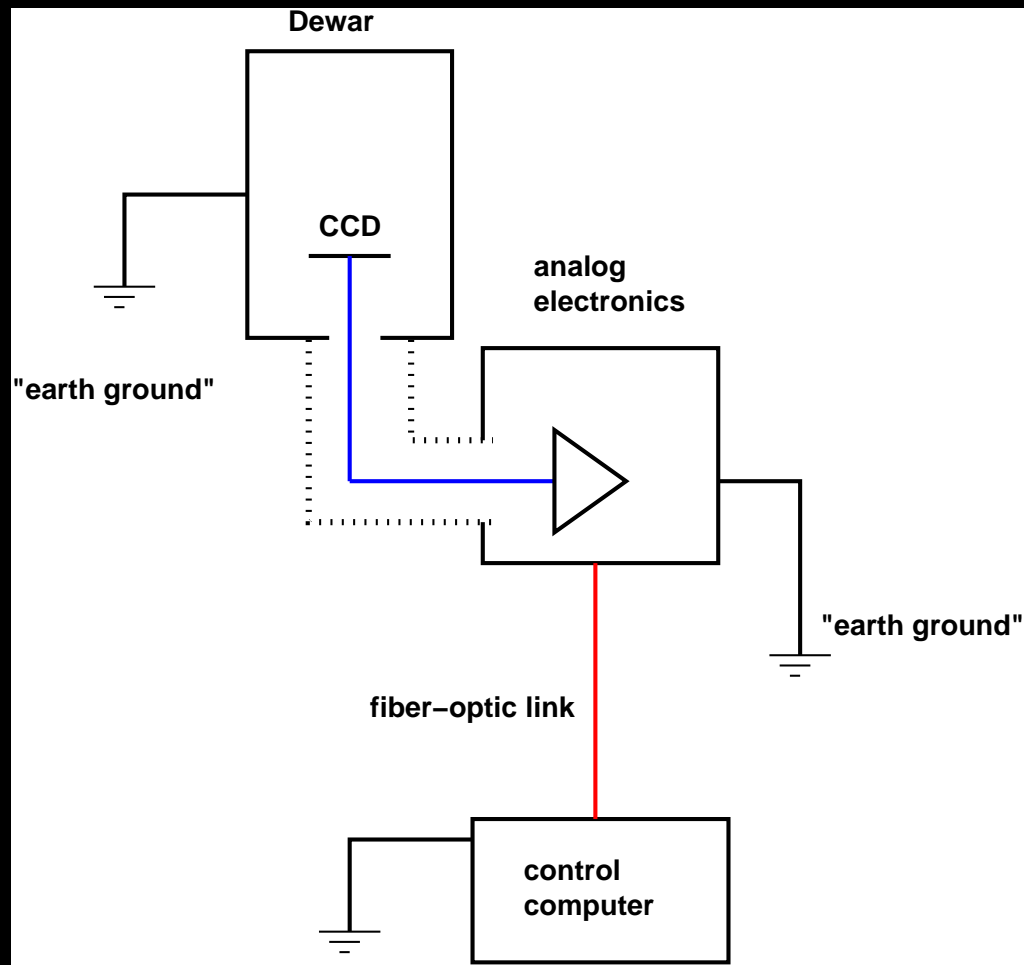 Dewar
CCD
analog
electronics
"earth ground"
"earth ground"
fiber−optic link
control
computer